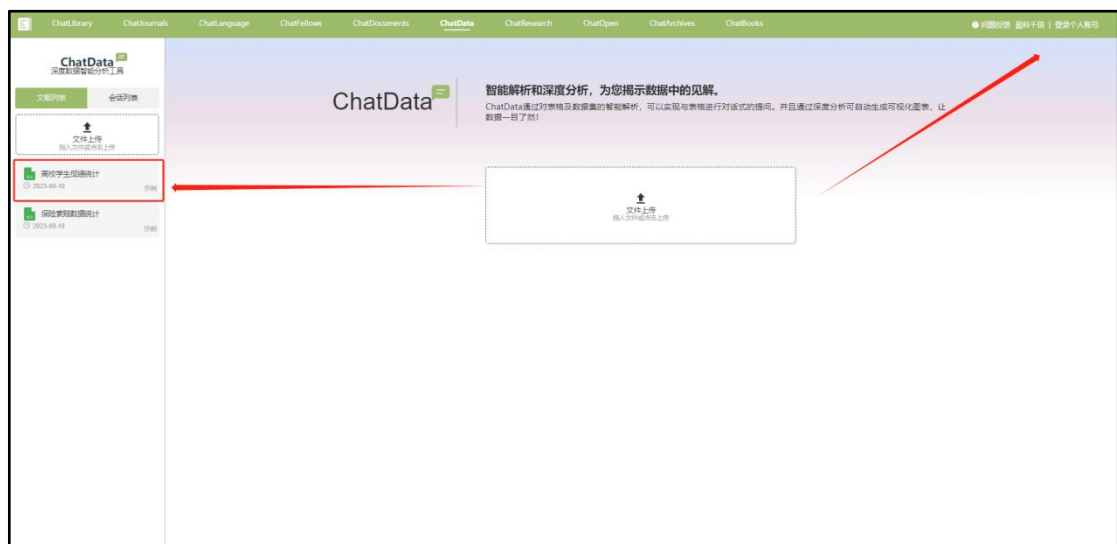 ChatLibrary ChatJournals ChatLanguage ChatFellows ChatDocuments ChatData ChatResearch ChatOpen ChatArchives ChatBooks 问题反馈 盈科千信 | 登录个人账号
ChatData
深度数据智能分析工具
文献列表 会话列表
文件上传
拖入文件或点击上传
高校学生成绩统计
2023-09-18 示例
保险索赔数据统计
2023-09-18 示例
ChatData
智能解析和深度分析，为您揭示数据中的见解。
ChatData通过对表格及数据集的智能解析，可以实现与表格进行对话式的提问。并且通过深度分析可自动生成可视化图表，让
数据一目了然！
文件上传
拖入文件或点击上传